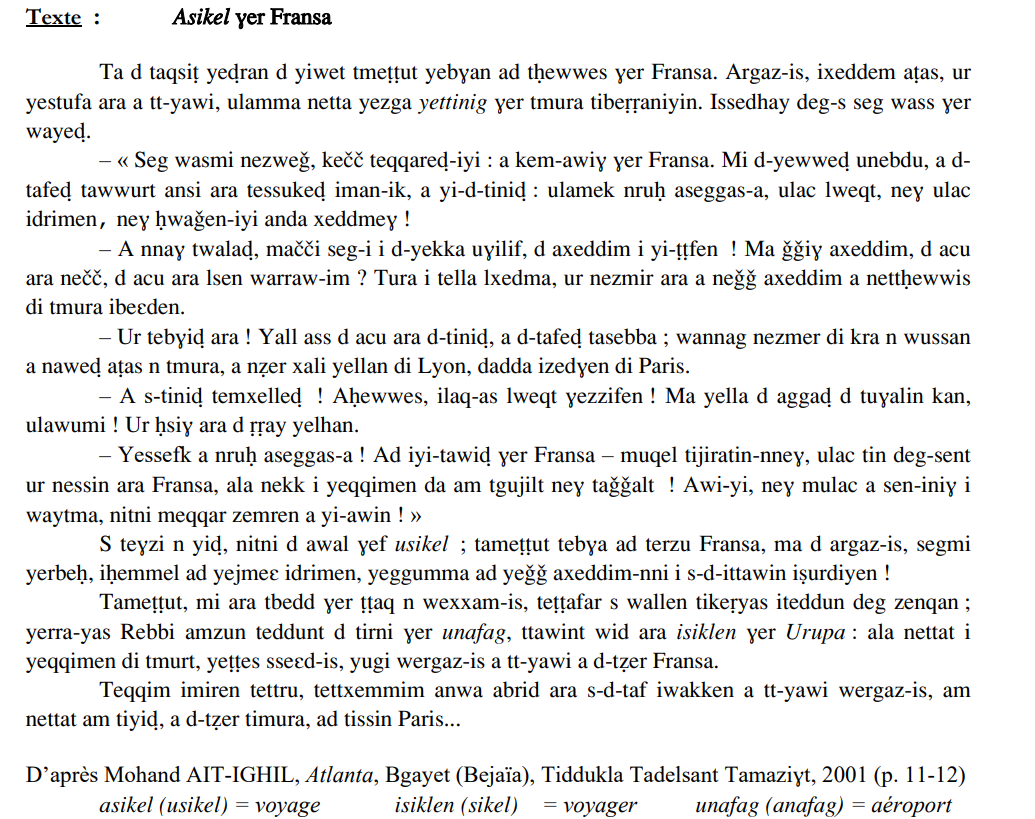 Texte : Asikel ɣer Fransa
Ta d taqsiṭ yeḍran d yiwet tmeṭṭut yebɣan ad tḥewwes ɣer Fransa. Argaz-is, ixeddem aṭas, ur
yestufa ara a tt-yawi, ulamma netta yezga yettinig ɣer tmura tibeṛṛaniyin. Issedhay deg-s seg wass ɣer
wayeḍ.
– « Seg wasmi nezweǧ, kečč teqqareḍ-iyi : a kem-awiɣ ɣer Fransa. Mi d-yewweḍ unebdu, a d-
tafeḍ tawwurt ansi ara tessukeḍ iman-ik, a yi-d-tiniḍ : ulamek nruḥ aseggas-a, ulac lweqt, neɣ ulac
idrimen, neɣ ḥwaǧen-iyi anda xeddmeɣ !
– A nnaɣ twalaḍ, mačči seg-i i d-yekka uɣilif, d axeddim i yi-ṭṭfen ! Ma ǧǧiɣ axeddim, d acu
ara nečč, d acu ara lsen warraw-im ? Tura i tella lxedma, ur nezmir ara a neǧǧ axeddim a nettḥewwis
di tmura ibeɛden.
– Ur tebɣiḍ ara ! Yall ass d acu ara d-tiniḍ, a d-tafeḍ tasebba ; wannag nezmer di kra n wussan
a naweḍ aṭas n tmura, a nẓer xali yellan di Lyon, dadda izedɣen di Paris.
– A s-tiniḍ temxelleḍ ! Aḥewwes, ilaq-as lweqt ɣezzifen ! Ma yella d aggaḍ d tuɣalin kan,
ulawumi ! Ur ḥsiɣ ara d ṛṛay yelhan.
– Yessefk a nruḥ aseggas-a ! Ad iyi-tawiḍ ɣer Fransa – muqel tijiratin-nneɣ, ulac tin deg-sent
ur nessin ara Fransa, ala nekk i yeqqimen da am tgujilt neɣ taǧǧalt ! Awi-yi, neɣ mulac a sen-iniɣ i
waytma, nitni meqqar zemren a yi-awin ! »
S teɣzi n yiḍ, nitni d awal ɣef usikel ; tameṭṭut tebɣa ad terzu Fransa, ma d argaz-is, segmi
yerbeḥ, iḥemmel ad yejmeɛ idrimen, yeggumma ad yeǧǧ axeddim-nni i s-d-ittawin iṣurdiyen !
Tameṭṭut, mi ara tbedd ɣer ṭṭaq n wexxam-is, teṭṭafar s wallen tikeṛyas iteddun deg zenqan ;
yerra-yas Rebbi amzun teddunt d tirni ɣer unafag, ttawint wid ara isiklen ɣer Urupa : ala nettat i
yeqqimen di tmurt, yeṭṭes sseɛd-is, yugi wergaz-is a tt-yawi a d-tẓer Fransa.
Teqqim imiren tettru, tettxemmim anwa abrid ara s-d-taf iwakken a tt-yawi wergaz-is, am
nettat am tiyiḍ, a d-tẓer timura, ad tissin Paris...
D’après Mohand AIT-IGHIL, Atlanta, Bgayet (Bejaïa), Tiddukla Tadelsant Tamaziɣt, 2001 (p. 11-12)
asikel (usikel) = voyage isiklen (sikel) = voyager unafag (anafag) = aéroport